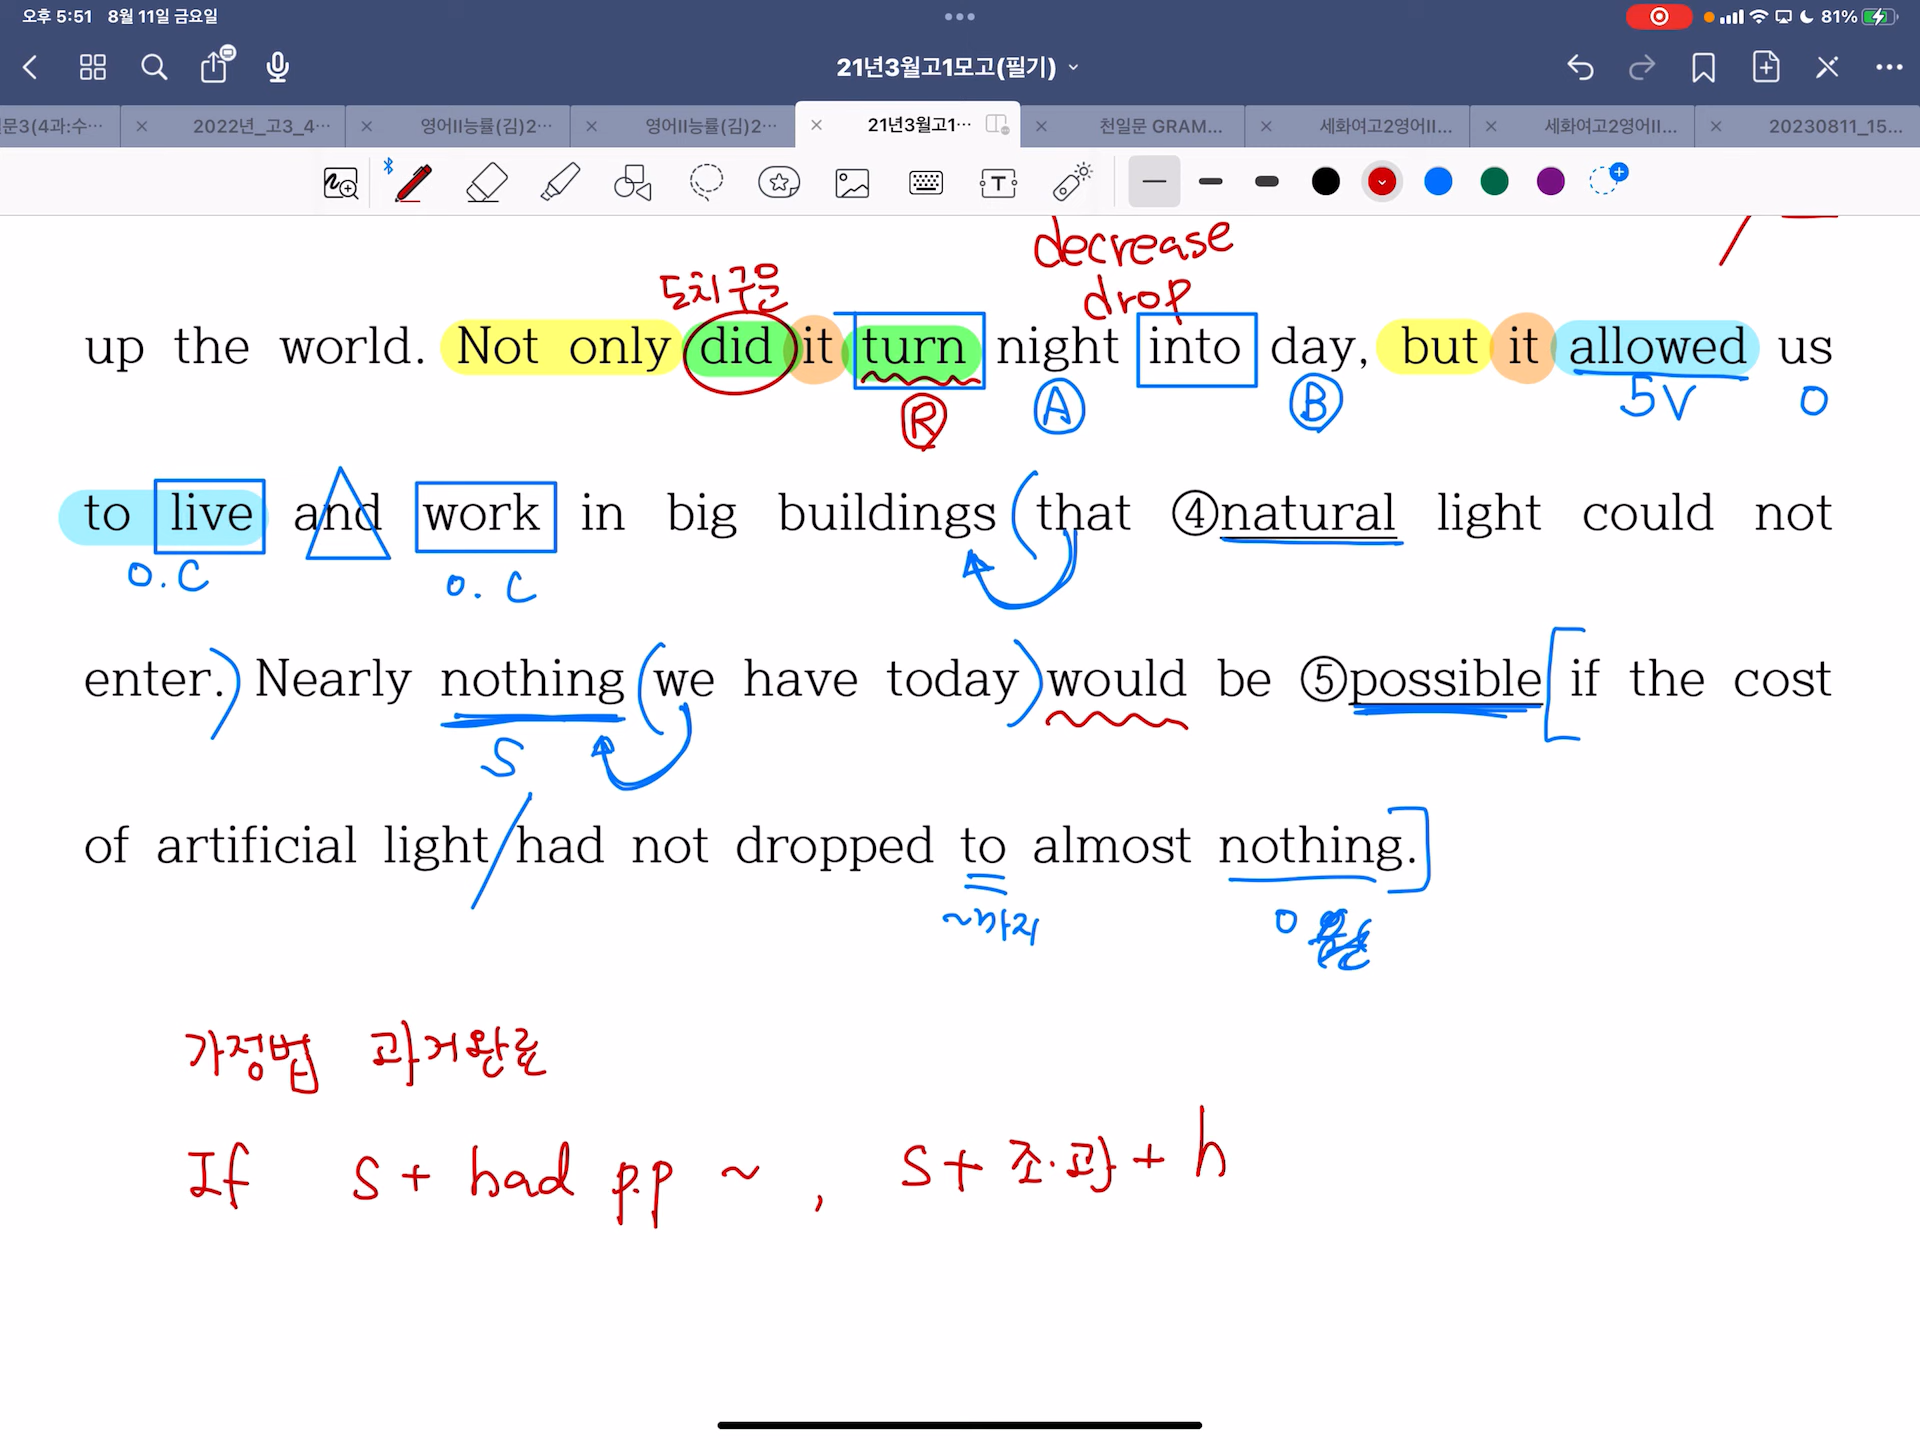 오후 5:51 8월 11일 금요일
81%
21년3월고1모고(필기)
문3(4과:수··· 2022년_고3_4··· 영어II능률(김)2··· 영어II능률(김)2··· 21년3월고1··· 천일문 GRAM... 세화여고2영어II... 세화여고2영어II... 20230811_15...
decrease
drop
도치구문
up the world. Not only did it turn night into day, but it allowed us
R A B 5V O
to live and work in big buildings that ④natural light could not
O.C O.C
enter. Nearly nothing we have today would be ⑤possible if the cost
S
of artificial light had not dropped to almost nothing.
~까지 0
가정법 과거완료
If S + had p.p ~ , S + 조·과 + h